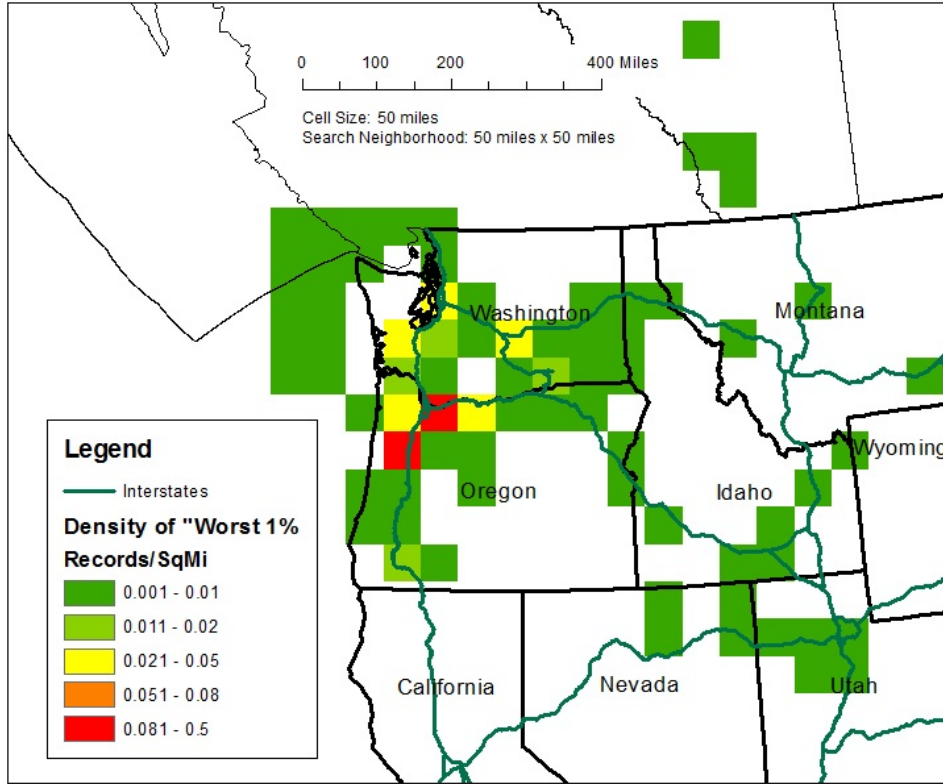 0 100 200 400 Miles
Cell Size: 50 miles
Search Neighborhood: 50 miles x 50 miles
Washington
Montana
Wyoming
Oregon
Idaho
California
Nevada
Utah
Legend
Interstates
Density of "Worst 1%
Records/SqMi
0.001 - 0.01
0.011 - 0.02
0.021 - 0.05
0.051 - 0.08
0.081 - 0.5